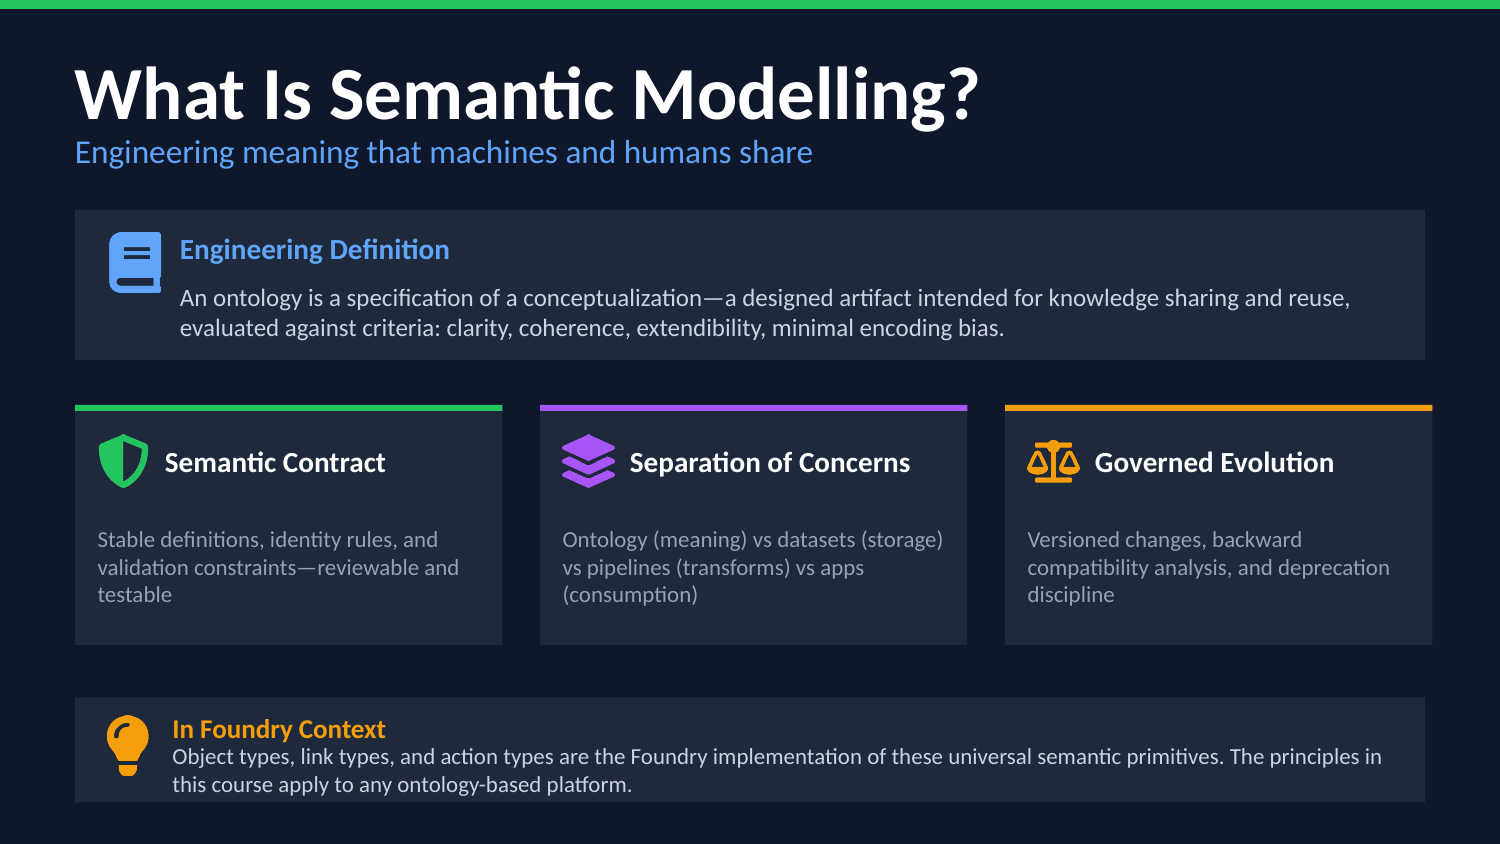 What Is Semantic Modelling?
Engineering meaning that machines and humans share
Engineering Definition
An ontology is a specification of a conceptualization—a designed artifact intended for knowledge sharing and reuse,
evaluated against criteria: clarity, coherence, extendibility, minimal encoding bias.
Semantic Contract
Stable definitions, identity rules, and
validation constraints—reviewable and
testable
Separation of Concerns
Ontology (meaning) vs datasets (storage)
vs pipelines (transforms) vs apps
(consumption)
Governed Evolution
Versioned changes, backward
compatibility analysis, and deprecation
discipline
In Foundry Context
Object types, link types, and action types are the Foundry implementation of these universal semantic primitives. The principles in
this course apply to any ontology-based platform.